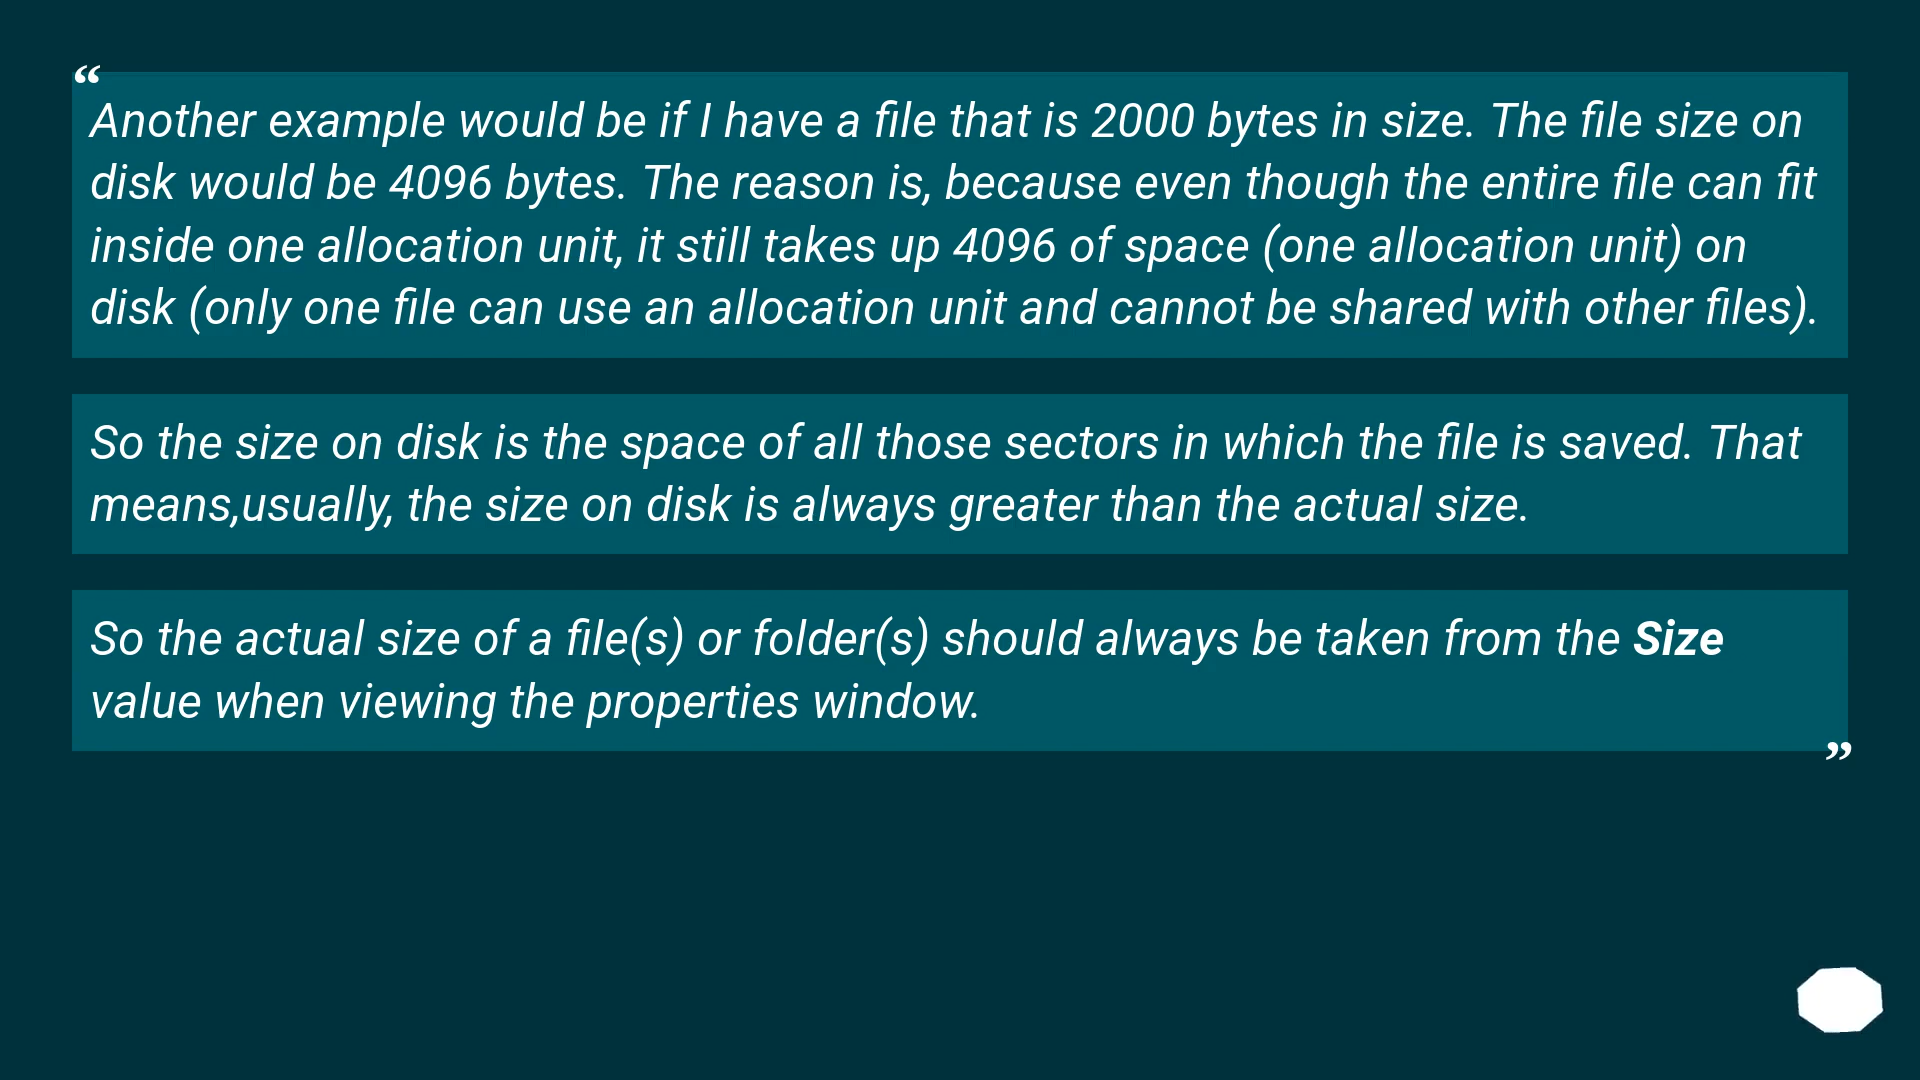 “
Another example would be if I have a file that is 2000 bytes in size. The file size on
disk would be 4096 bytes. The reason is, because even though the entire file can fit
inside one allocation unit, it still takes up 4096 of space (one allocation unit) on
disk (only one file can use an allocation unit and cannot be shared with other files).
So the size on disk is the space of all those sectors in which the file is saved. That
means,usually, the size on disk is always greater than the actual size.
So the actual size of a file(s) or folder(s) should always be taken from the Size
value when viewing the properties window.
”